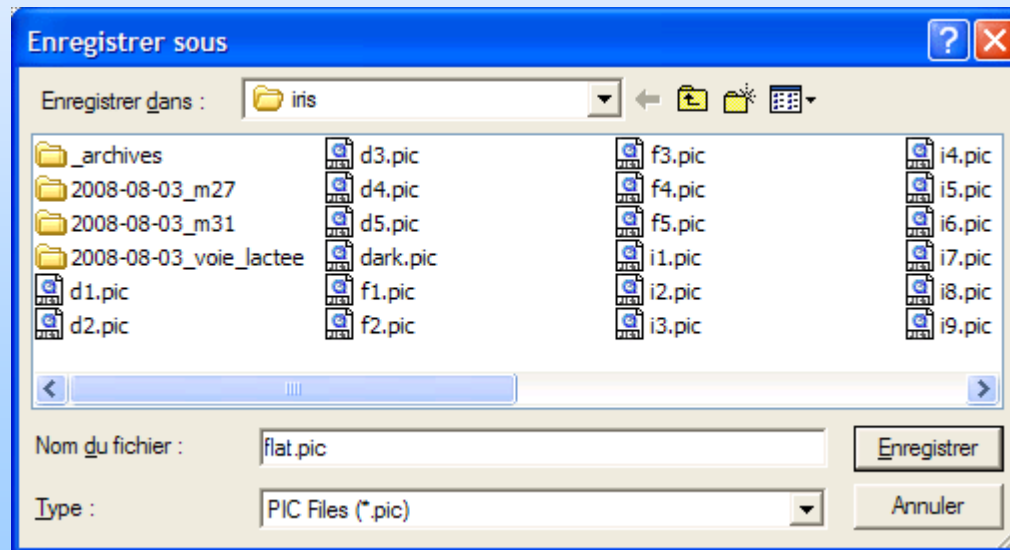 Enregistrer sous
Enregistrer dans :
iris
_archives
2008-08-03_m27
2008-08-03_m31
2008-08-03_voie_lactee
d1.pic
d2.pic
d3.pic
d4.pic
d5.pic
dark.pic
f1.pic
f2.pic
f3.pic
f4.pic
f5.pic
i1.pic
i2.pic
i3.pic
i4.pic
i5.pic
i6.pic
i7.pic
i8.pic
i9.pic
Nom du fichier :
flat.pic
Enregistrer
Type :
PIC Files (*.pic)
Annuler